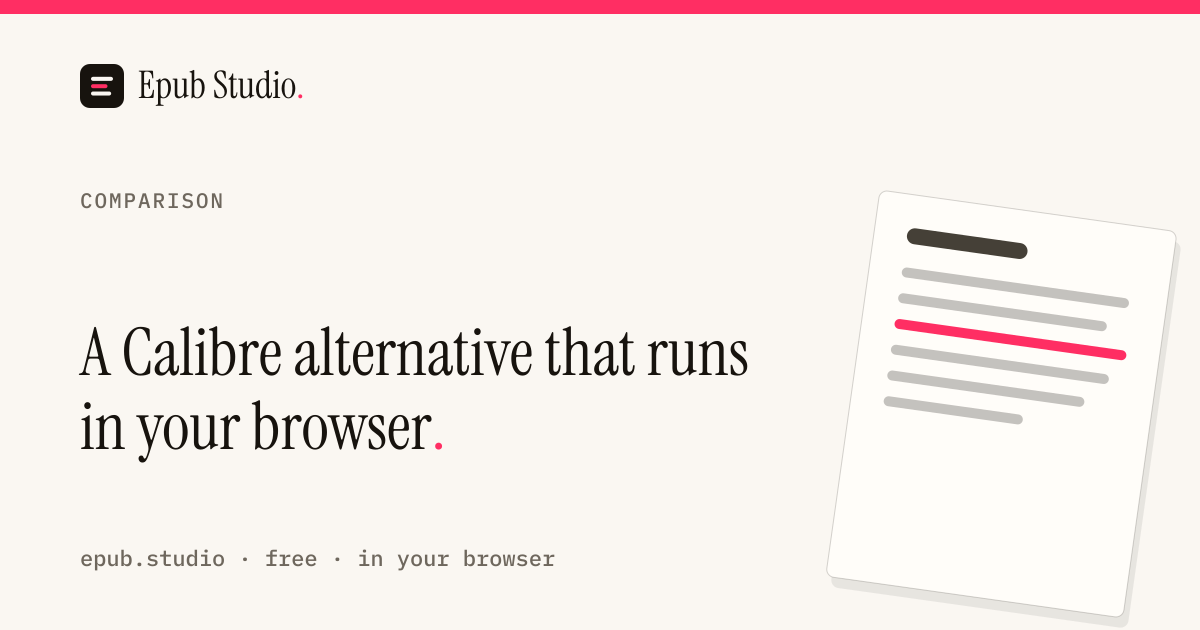 Epub Studio.
COMPARISON
A Calibre alternative that runs
in your browser.
epub.studio · free · in your browser